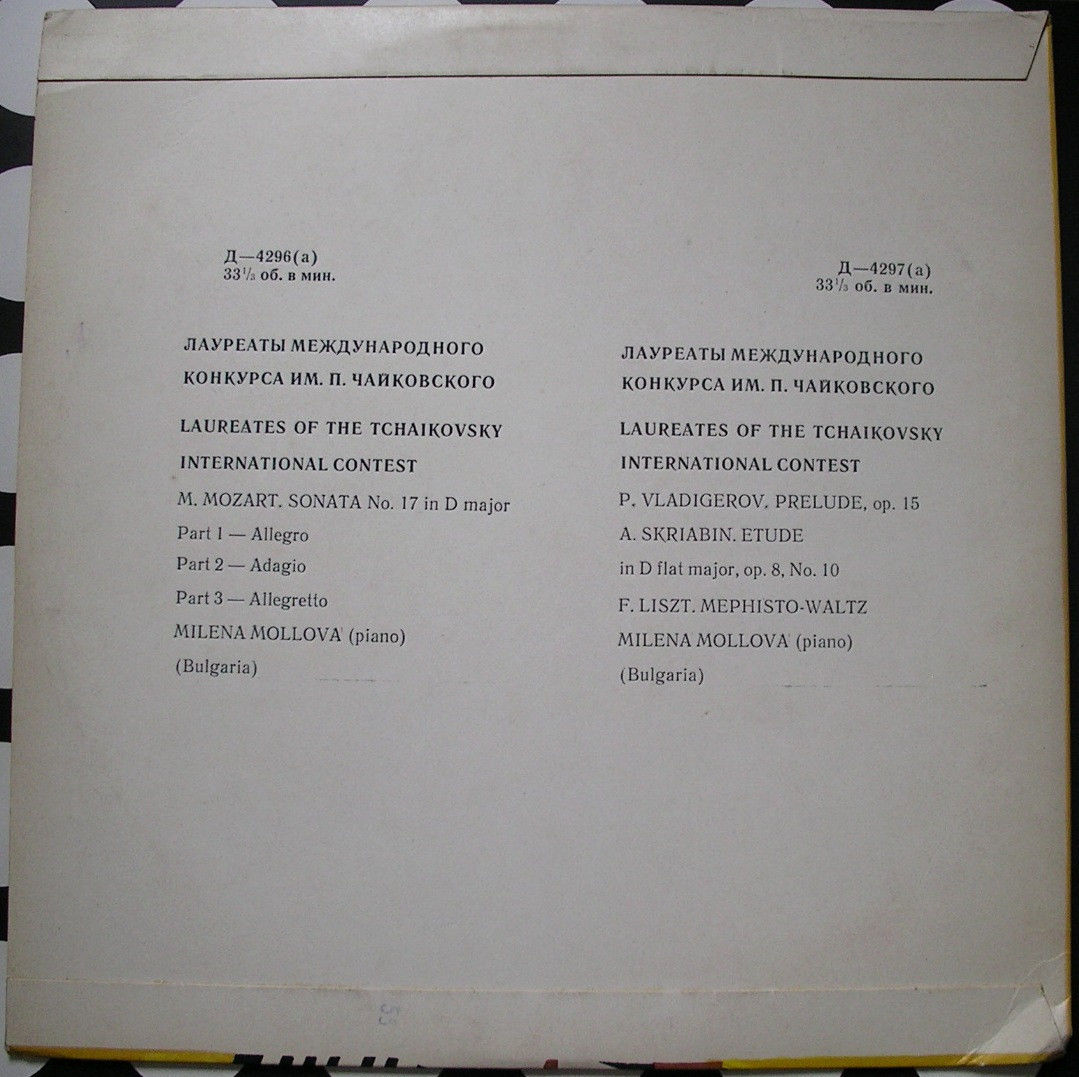 Д—4296(а)
33⅓ об. в мин.
ЛАУРЕАТЫ МЕЖДУНАРОДНОГО
КОНКУРСА ИМ. П. ЧАЙКОВСКОГО
LAUREATES OF THE TCHAIKOVSKY
INTERNATIONAL CONTEST
M. MOZART. SONATA No. 17 in D major
Part 1 — Allegro
Part 2 — Adagio
Part 3 — Allegretto
MILENA MOLLOVA (piano)
(Bulgaria)
Д—4297(а)
33⅓ об. в мин.
ЛАУРЕАТЫ МЕЖДУНАРОДНОГО
КОНКУРСА ИМ. П. ЧАЙКОВСКОГО
LAUREATES OF THE TCHAIKOVSKY
INTERNATIONAL CONTEST
P. VLADIGEROV. PRELUDE, op. 15
A. SKRIABIN. ETUDE
in D flat major, op. 8, No. 10
F. LISZT. MEPHISTO-WALTZ
MILENA MOLLOVA (piano)
(Bulgaria)